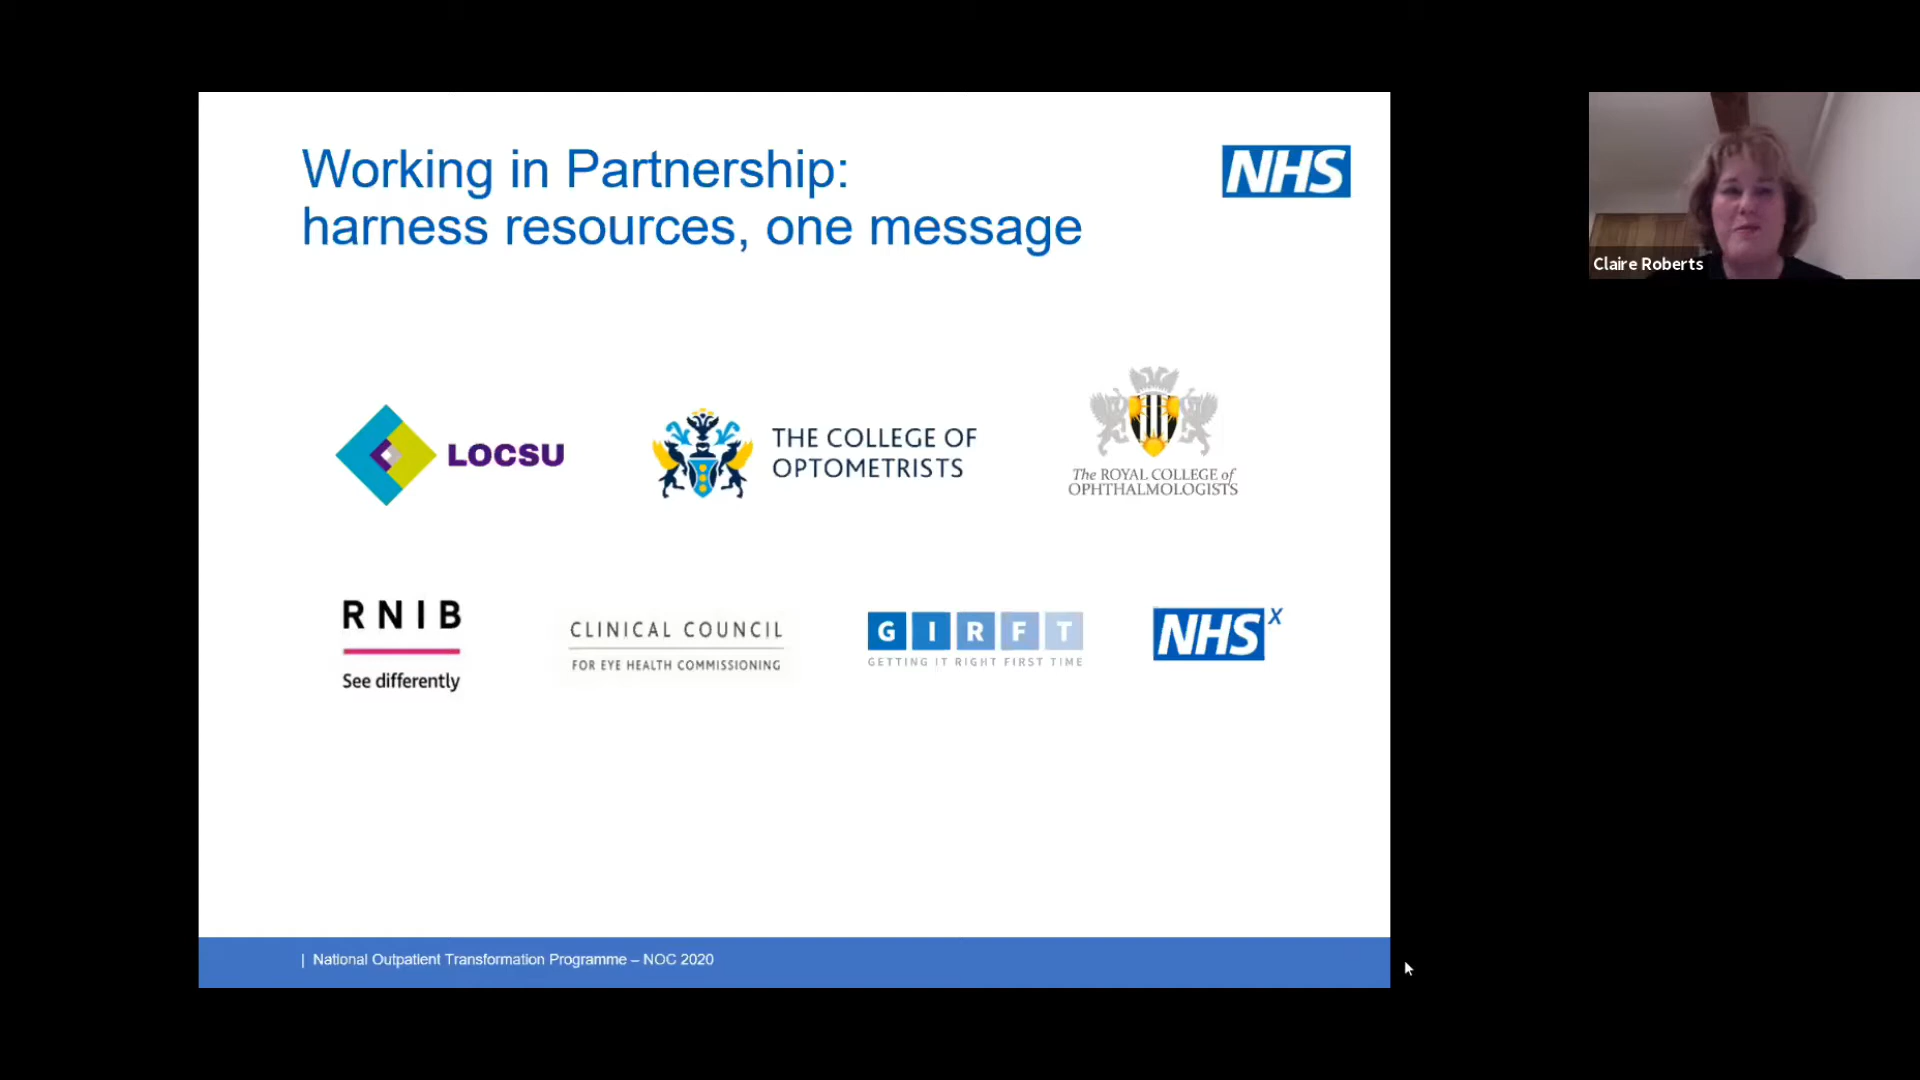 Working in Partnership:
harness resources, one message
NHS
Claire Roberts
LOCSU
THE COLLEGE OF
OPTOMETRISTS
The ROYAL COLLEGE of
OPHTHALMOLOGISTS
RNIB
See differently
CLINICAL COUNCIL
FOR EYE HEALTH COMMISSIONING
GIRFT
GETTING IT RIGHT FIRST TIME
NHSX
| National Outpatient Transformation Programme – NOC 2020